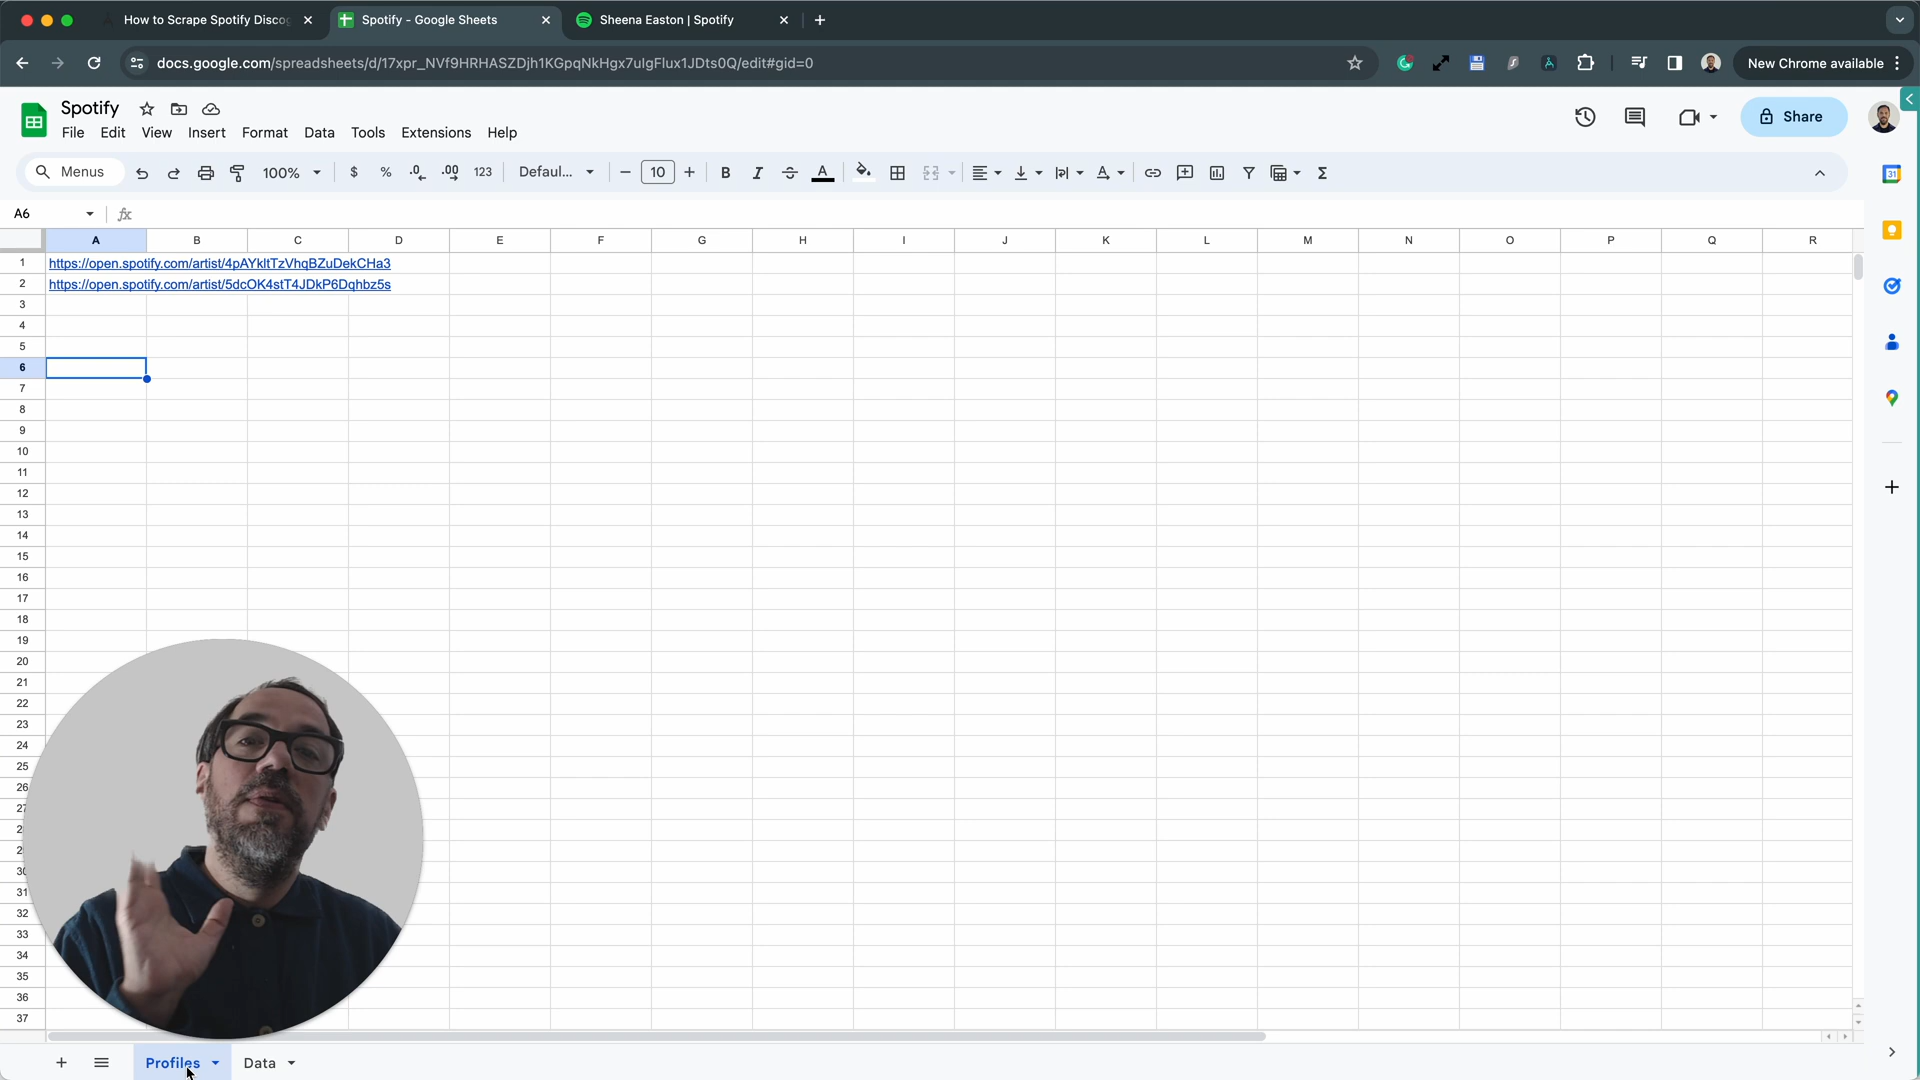 How to Scrape Spotify Discog
Spotify - Google Sheets
Sheena Easton | Spotify
docs.google.com/spreadsheets/d/17xpr_NVf9HRHASZDjh1KGpqNkHgx7ulgFlux1JDts0Q/edit#gid=0
New Chrome available
Spotify
File Edit View Insert Format Data Tools Extensions Help
Share
Menus 100% $ % .0 .00 123 Defaul... 10 B I S A
31
A6 fx
A B C D E F G H I J K L M N O P Q R
1 https://open.spotify.com/artist/4pAYkltTzVhqBZuDekCHa3
2 https://open.spotify.com/artist/5dcOK4stT4JDkP6Dqhbz5s
3
4
5
6
7
8
9
10
11
12
13
14
15
16
17
18
19
20
21
22
23
24
25
26
27
30
31
32
33
34
35
36
37
Profiles Data